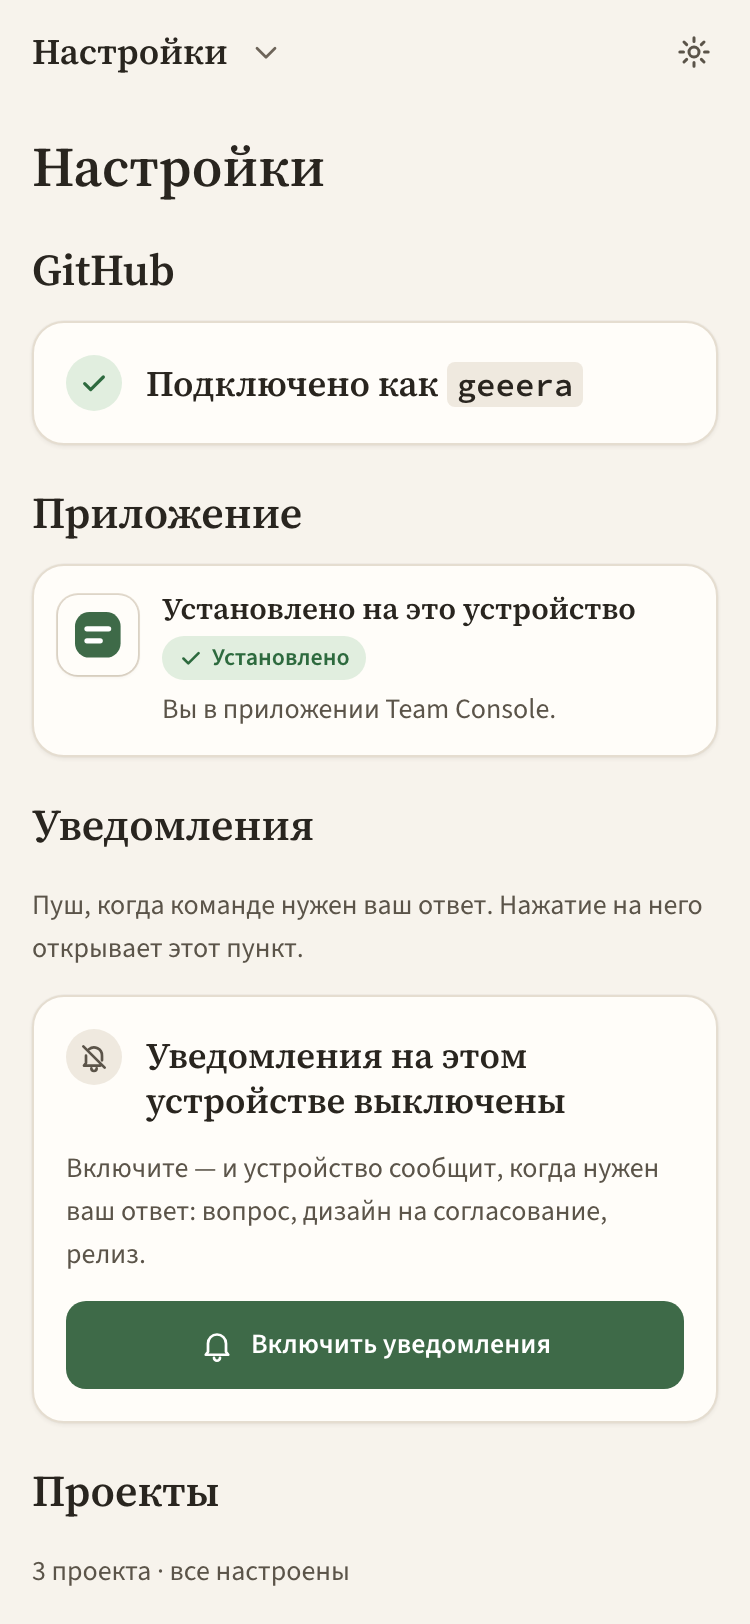 Настройки
Настройки
GitHub
Подключено как geeera
Приложение
Установлено на это устройство
Установлено
Вы в приложении Team Console.
Уведомления
Пуш, когда команде нужен ваш ответ. Нажатие на него
открывает этот пункт.
Уведомления на этом
устройстве выключены
Включите — и устройство сообщит, когда нужен
ваш ответ: вопрос, дизайн на согласование,
релиз.
Включить уведомления
Проекты
3 проекта · все настроены